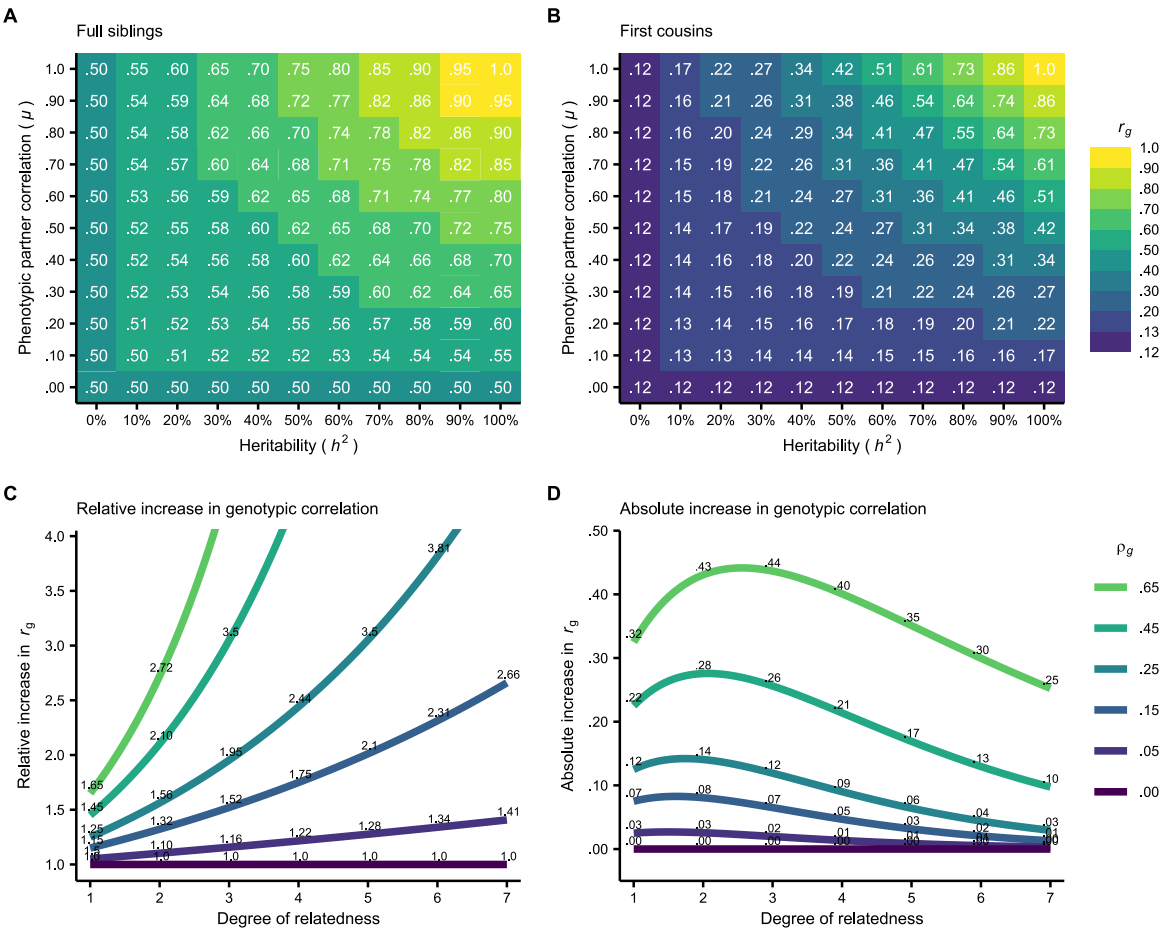 A
Full siblings
Phenotypic partner correlation ( μ )
1.0 .50 .55 .60 .65 .70 .75 .80 .85 .90 .95 1.0
.90 .50 .54 .59 .64 .68 .72 .77 .82 .86 .90 .95
.80 .50 .54 .58 .62 .66 .70 .74 .78 .82 .86 .90
.70 .50 .54 .57 .60 .64 .68 .71 .75 .78 .82 .85
.60 .50 .53 .56 .59 .62 .65 .68 .71 .74 .77 .80
.50 .50 .52 .55 .58 .60 .62 .65 .68 .70 .72 .75
.40 .50 .52 .54 .56 .58 .60 .62 .64 .66 .68 .70
.30 .50 .52 .53 .54 .56 .58 .59 .60 .62 .64 .65
.20 .50 .51 .52 .53 .54 .55 .56 .57 .58 .59 .60
.10 .50 .50 .51 .52 .52 .52 .53 .54 .54 .54 .55
.00 .50 .50 .50 .50 .50 .50 .50 .50 .50 .50 .50
0% 10% 20% 30% 40% 50% 60% 70% 80% 90% 100%
Heritability ( h² )
B
First cousins
Phenotypic partner correlation ( μ )
1.0 .12 .17 .22 .27 .34 .42 .51 .61 .73 .86 1.0
.90 .12 .16 .21 .26 .31 .38 .46 .54 .64 .74 .86
.80 .12 .16 .20 .24 .29 .34 .41 .47 .55 .64 .73
.70 .12 .15 .19 .22 .26 .31 .36 .41 .47 .54 .61
.60 .12 .15 .18 .21 .24 .27 .31 .36 .41 .46 .51
.50 .12 .14 .17 .19 .22 .24 .27 .31 .34 .38 .42
.40 .12 .14 .16 .18 .20 .22 .24 .26 .29 .31 .34
.30 .12 .14 .15 .16 .18 .19 .21 .22 .24 .26 .27
.20 .12 .13 .14 .15 .16 .17 .18 .19 .20 .21 .22
.10 .12 .13 .13 .14 .14 .14 .15 .15 .16 .16 .17
.00 .12 .12 .12 .12 .12 .12 .12 .12 .12 .12 .12
0% 10% 20% 30% 40% 50% 60% 70% 80% 90% 100%
Heritability ( h² )
r_g
1.0
.90
.80
.70
.60
.50
.40
.30
.20
.13
.12
C
Relative increase in genotypic correlation
Relative increase in r_g
4.0
3.5
3.0
2.5
2.0
1.5
1.0
1.65 2.72
1.45 2.10 3.5
1.25 1.56 1.95 2.44 3.5 3.81
1.15 1.32 1.52 1.75 2.1 2.31 2.66
1.10 1.16 1.22 1.28 1.34 1.41
1.0 1.0 1.0 1.0 1.0 1.0
1 2 3 4 5 6 7
Degree of relatedness
D
Absolute increase in genotypic correlation
Absolute increase in r_g
.50
.40
.30
.20
.10
.00
.32 .43 .44 .40 .35 .30 .25
.22 .28 .26 .21 .17 .13 .10
.12 .14 .12 .09 .06 .04 .03
.07 .08 .07 .05 .03 .02 .01
.03 .03 .02 .01 .01
.00 .00 .00 .00 .00 .00 .00
1 2 3 4 5 6 7
Degree of relatedness
ρ_g
.65
.45
.25
.15
.05
.00